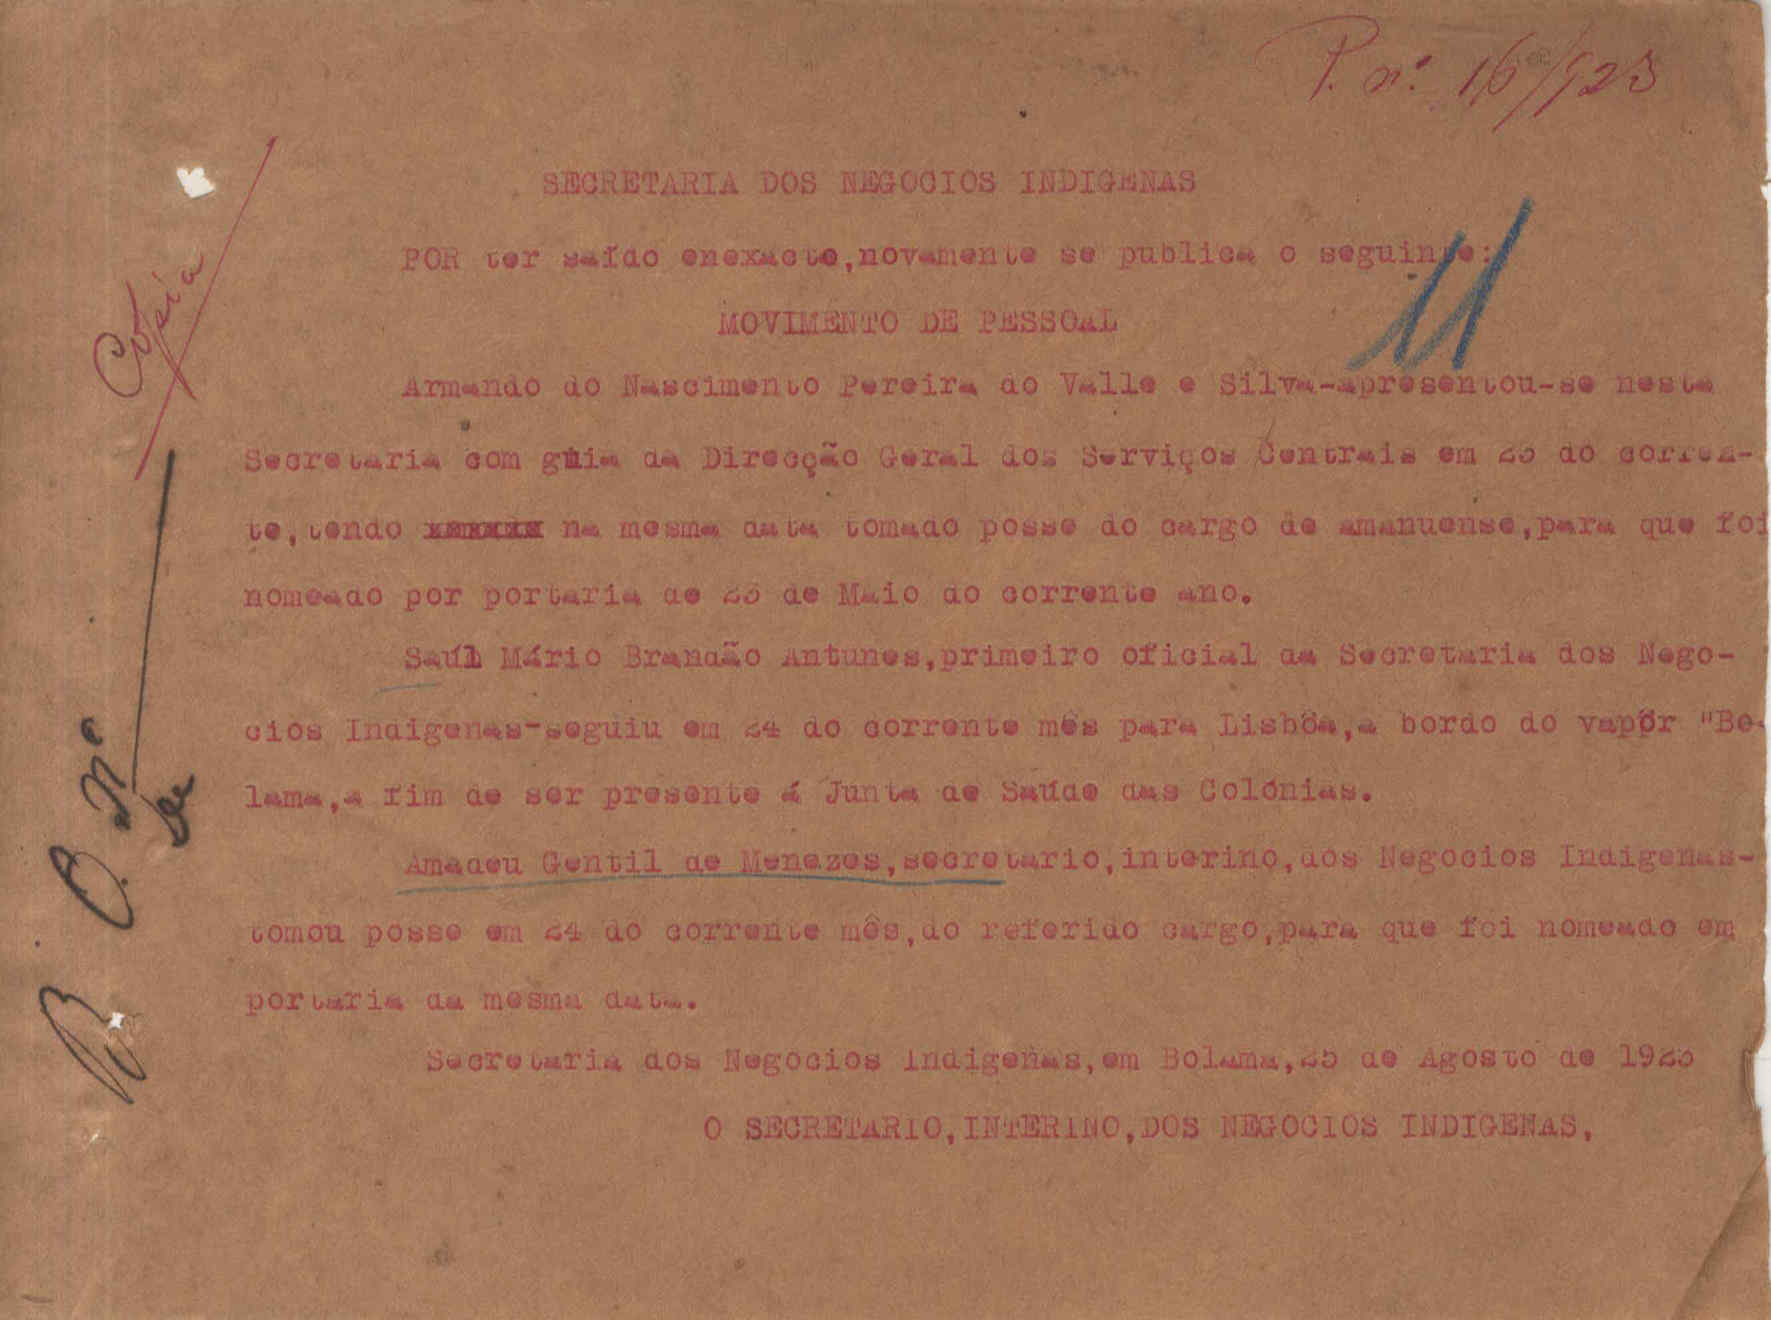 P. nº 16/923
SECRETARIA DOS NEGOCIOS INDIGENAS
11
Cópia
POR ter saído enexacto,novamente se publica o seguinte:
MOVIMENTO DE PESSOAL
Armando do Nascimento Pereira do Valle e Silva-apresentou-se nesta
Secretaria com guia da Direcção Geral dos Serviços Centrais em 23 do corren-
te,tendo na mesma data tomado posse do cargo de amanuense,para que foi
nomeado por portaria de 23 de Maio do corrente ano.
Saúl Mário Brandão Antunes,primeiro oficial da Secretaria dos Nego-
cios Indigenas-seguiu em 24 do corrente mês para Lisbôa,a bordo do vapôr "Bo-
lama,a fim de ser presente á Junta de Saúde das Colónias.
Amadeu Gentil de Menezes,secretario,interino,dos Negocios Indigenas-
tomou posse em 24 do corrente mês,do referido cargo,para que foi nomeado em
portaria da mesma data.
Secretaria dos Negocios Indigenas,em Bolama,25 de Agosto de 1923
O SECRETARIO,INTERINO,DOS NEGOCIOS INDIGENAS,
B. O. Nº
de